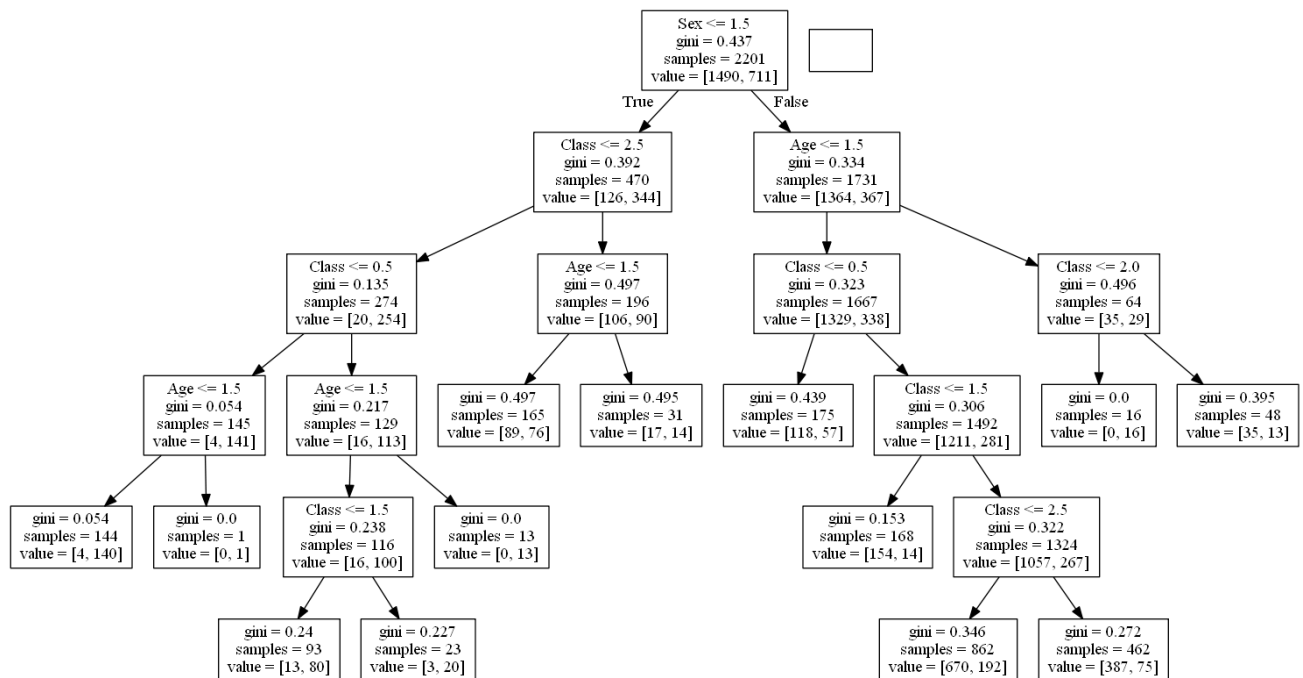 Sex <= 1.5
gini = 0.437
samples = 2201
value = [1490, 711]
True
False
Class <= 2.5
gini = 0.392
samples = 470
value = [126, 344]
Age <= 1.5
gini = 0.334
samples = 1731
value = [1364, 367]
Class <= 0.5
gini = 0.135
samples = 274
value = [20, 254]
Age <= 1.5
gini = 0.497
samples = 196
value = [106, 90]
Class <= 0.5
gini = 0.323
samples = 1667
value = [1329, 338]
Class <= 2.0
gini = 0.496
samples = 64
value = [35, 29]
Age <= 1.5
gini = 0.054
samples = 145
value = [4, 141]
Age <= 1.5
gini = 0.217
samples = 129
value = [16, 113]
gini = 0.497
samples = 165
value = [89, 76]
gini = 0.495
samples = 31
value = [17, 14]
gini = 0.439
samples = 175
value = [118, 57]
Class <= 1.5
gini = 0.306
samples = 1492
value = [1211, 281]
gini = 0.0
samples = 16
value = [0, 16]
gini = 0.395
samples = 48
value = [35, 13]
gini = 0.054
samples = 144
value = [4, 140]
gini = 0.0
samples = 1
value = [0, 1]
Class <= 1.5
gini = 0.238
samples = 116
value = [16, 100]
gini = 0.0
samples = 13
value = [0, 13]
gini = 0.153
samples = 168
value = [154, 14]
Class <= 2.5
gini = 0.322
samples = 1324
value = [1057, 267]
gini = 0.24
samples = 93
value = [13, 80]
gini = 0.227
samples = 23
value = [3, 20]
gini = 0.346
samples = 862
value = [670, 192]
gini = 0.272
samples = 462
value = [387, 75]